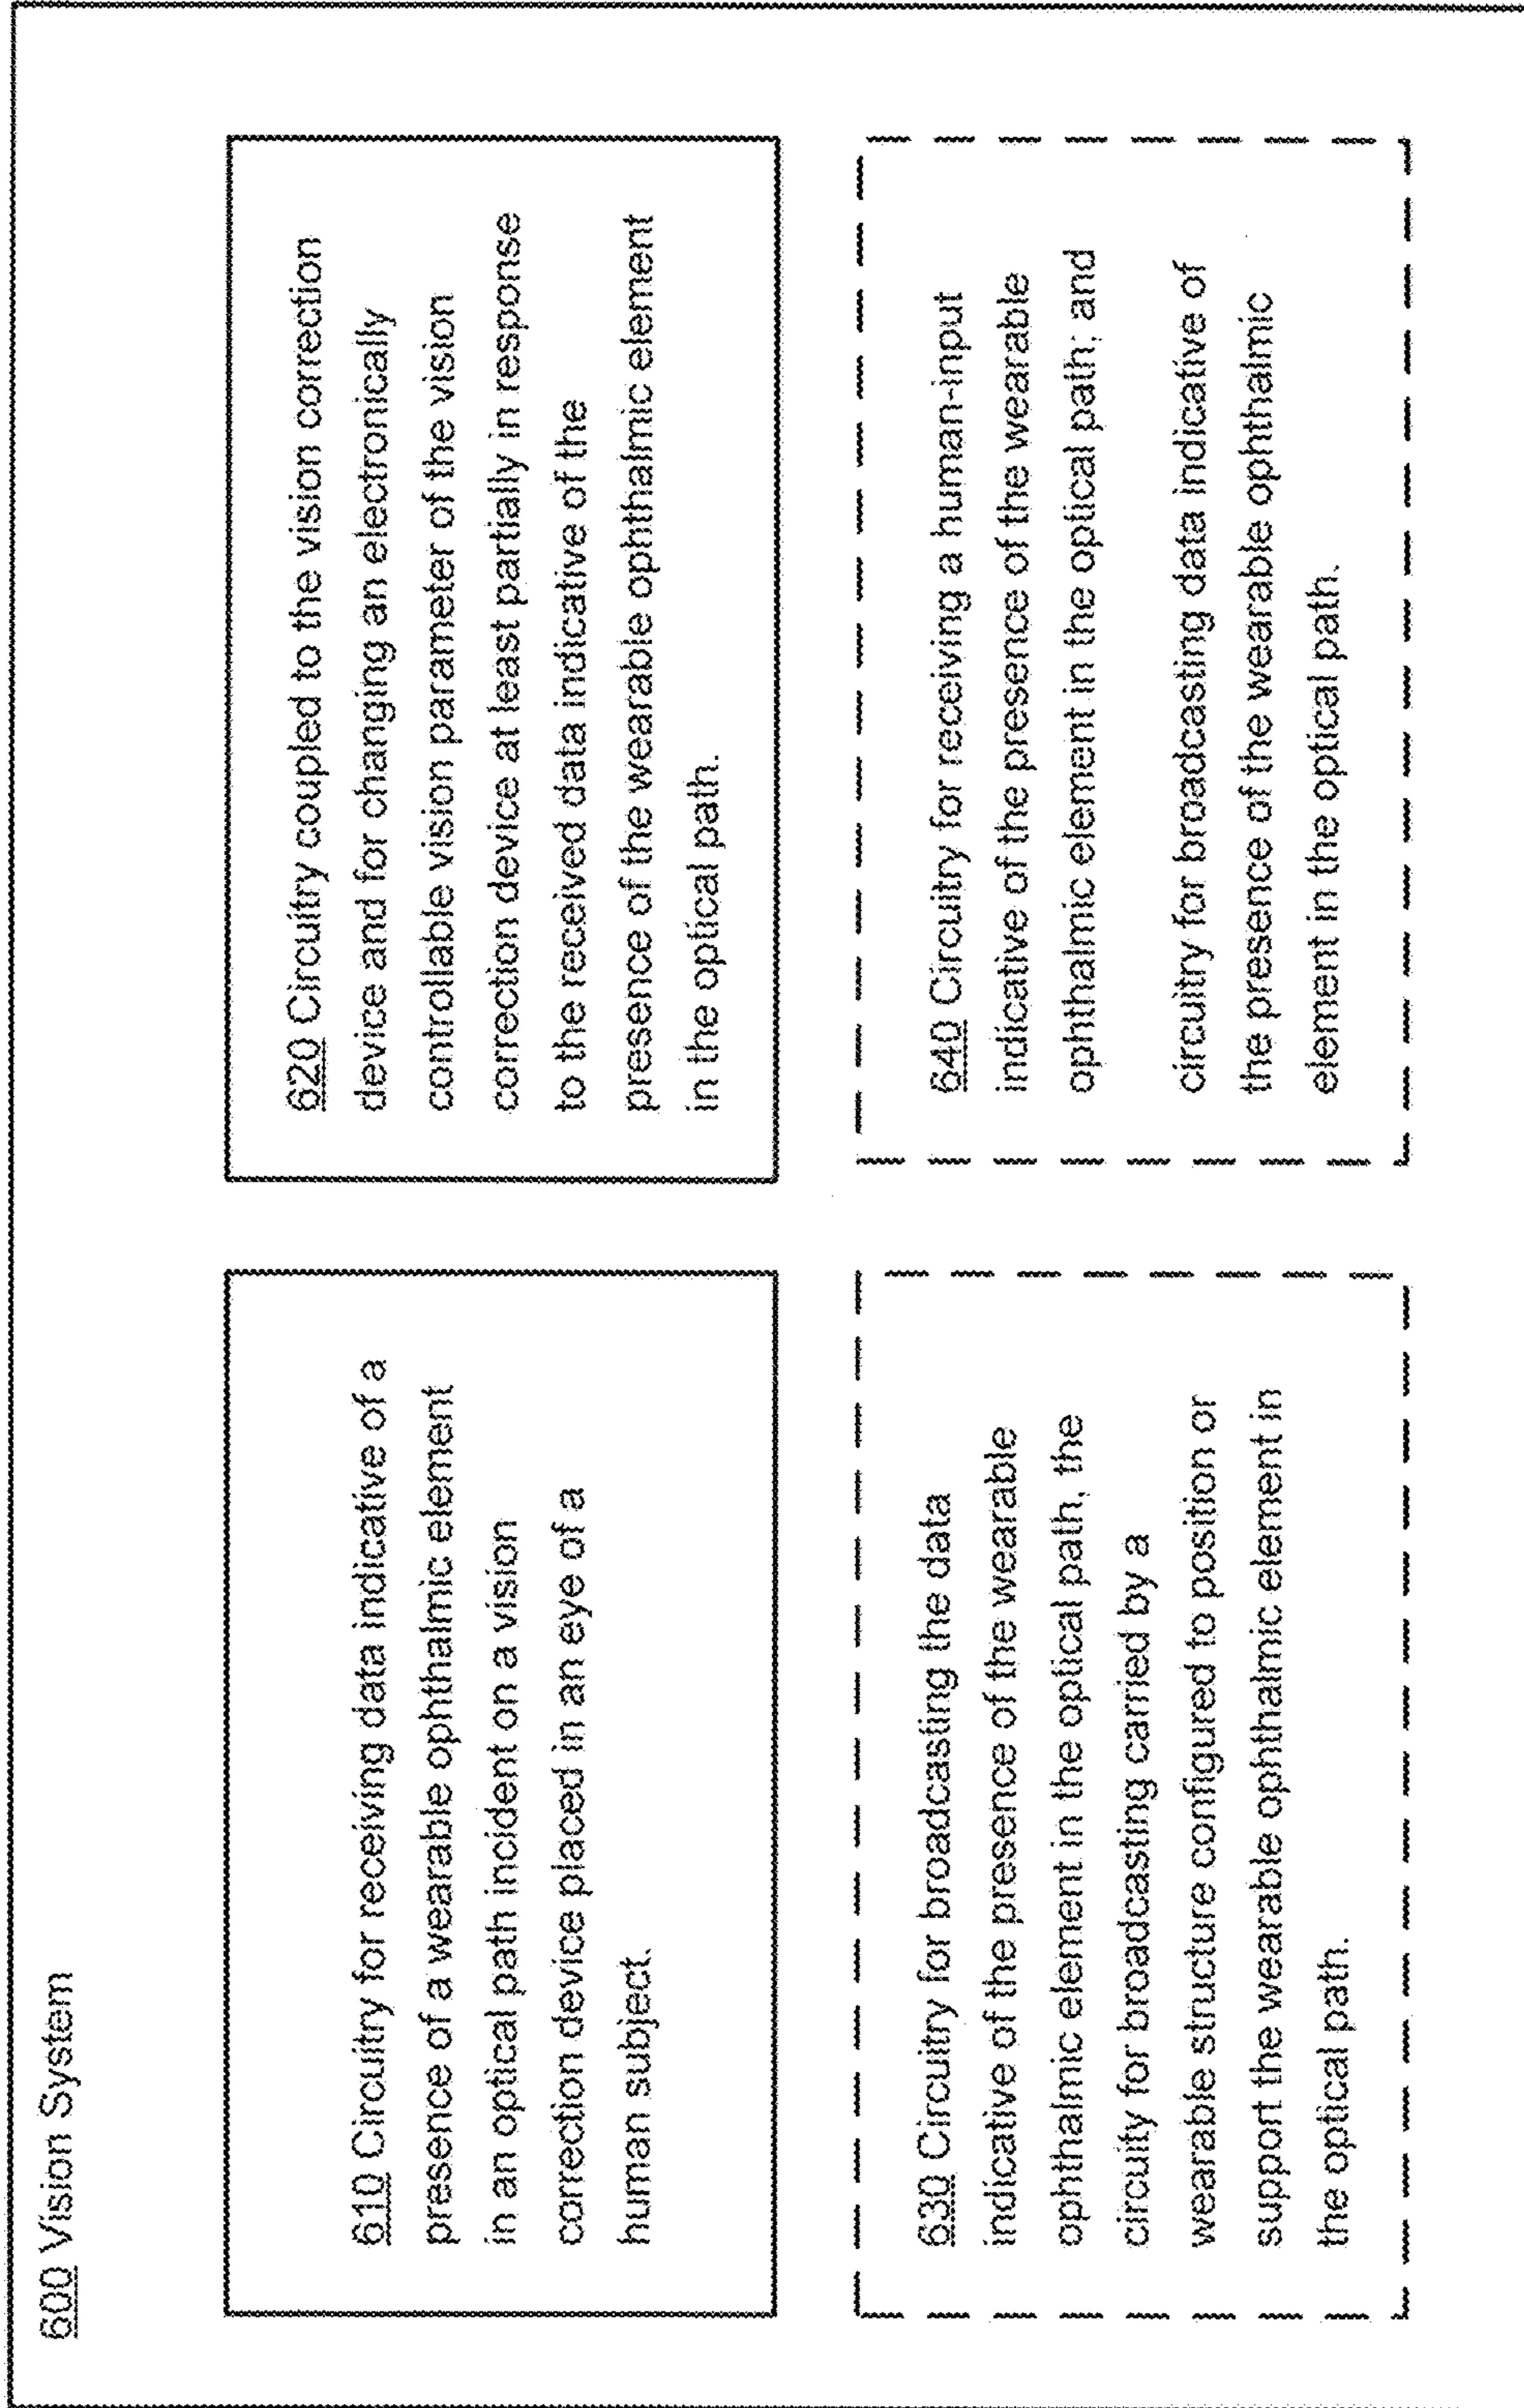 600 Vision System
610 Circuitry for receiving data indicative of a
presence of a wearable ophthalmic element
in an optical path incident on a vision
correction device placed in an eye of a
human subject.
620 Circuitry coupled to the vision correction
device and for changing an electronically
controllable vision parameter of the vision
correction device at least partially in response
to the received data indicative of the
presence of the wearable ophthalmic element
in the optical path.
630 Circuitry for broadcasting the data
indicative of the presence of the wearable
ophthalmic element in the optical path, the
circuity for broadcasting carried by a
wearable structure configured to position or
support the wearable ophthalmic element in
the optical path.
640 Circuitry for receiving a human-input
indicative of the presence of the wearable
ophthalmic element in the optical path; and
circuitry for broadcasting data indicative of
the presence of the wearable ophthalmic
element in the optical path.